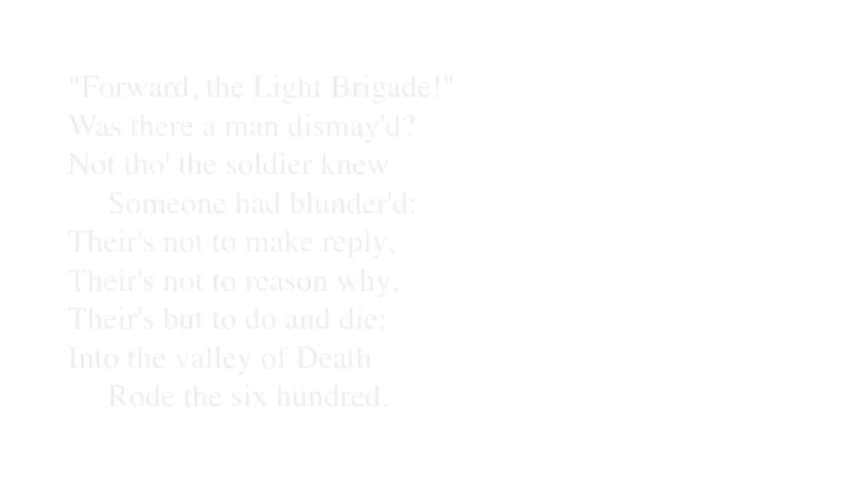 "Forward, the Light Brigade!"
Was there a man dismay'd?
Not tho' the soldier knew
Someone had blunder'd:
Their's not to make reply,
Their's not to reason why,
Their's but to do and die:
Into the valley of Death
Rode the six hundred.